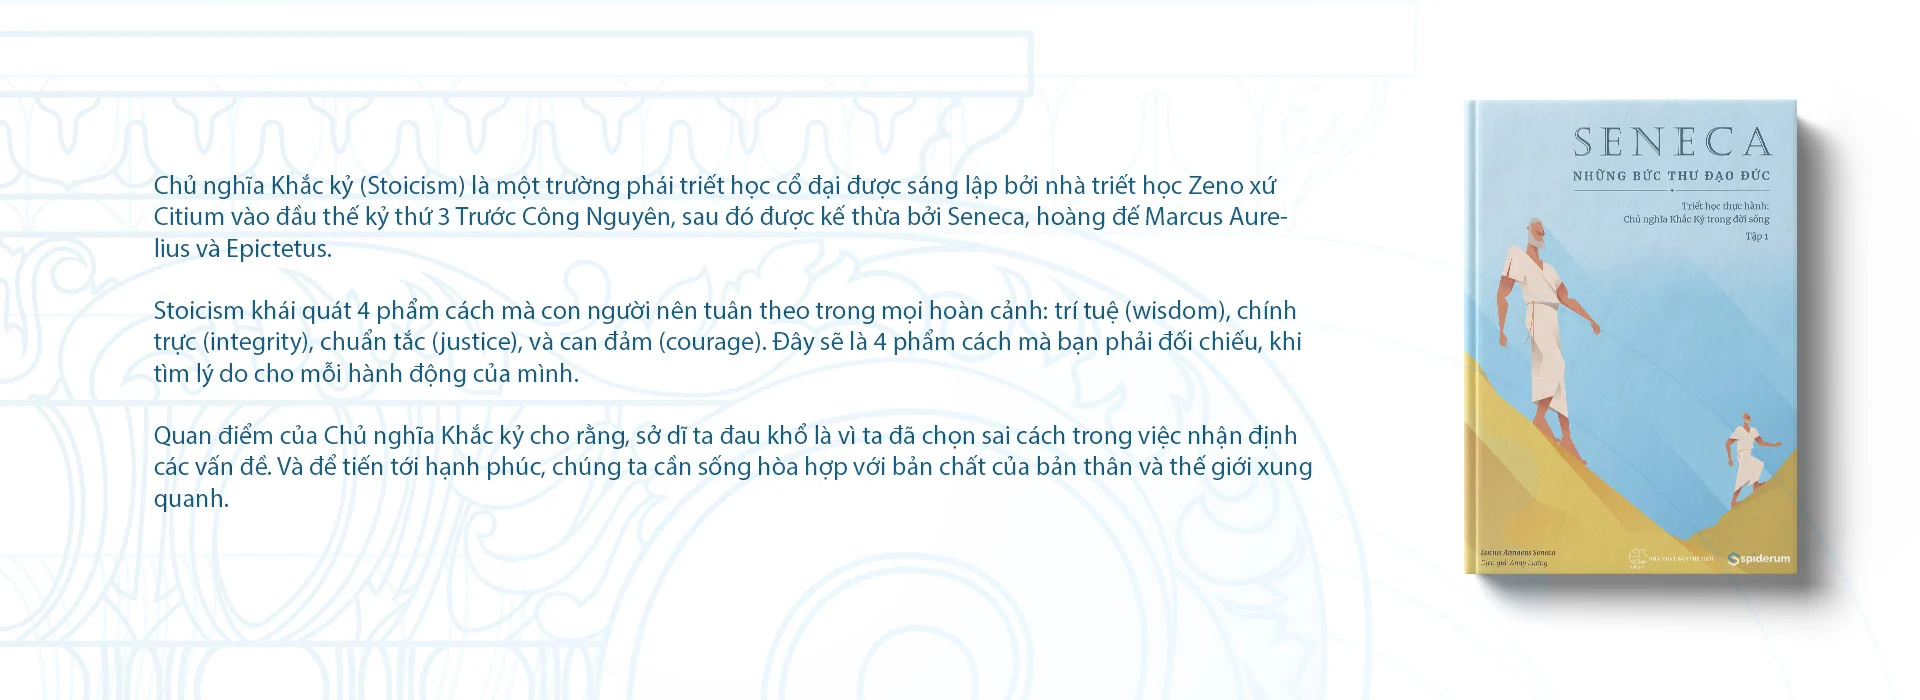 Chủ nghĩa Khắc kỷ (Stoicism) là một trường phái triết học cổ đại được sáng lập bởi nhà triết học Zeno xứ
Citium vào đầu thế kỷ thứ 3 Trước Công Nguyên, sau đó được kế thừa bởi Seneca, hoàng đế Marcus Aure-
lius và Epictetus.
Stoicism khái quát 4 phẩm cách mà con người nên tuân theo trong mọi hoàn cảnh: trí tuệ (wisdom), chính
trực (integrity), chuẩn tắc (justice), và can đảm (courage). Đây sẽ là 4 phẩm cách mà bạn phải đối chiếu, khi
tìm lý do cho mỗi hành động của mình.
Quan điểm của Chủ nghĩa Khắc kỷ cho rằng, sở dĩ ta đau khổ là vì ta đã chọn sai cách trong việc nhận định
các vấn đề. Và để tiến tới hạnh phúc, chúng ta cần sống hòa hợp với bản chất của bản thân và thế giới xung
quanh.
SENECA
NHỮNG BỨC THƯ ĐẠO ĐỨC
Triết học thực hành:
Chủ nghĩa Khắc Kỷ trong đời sống
Tập 1
Lucius Annaeus Seneca
spiderum